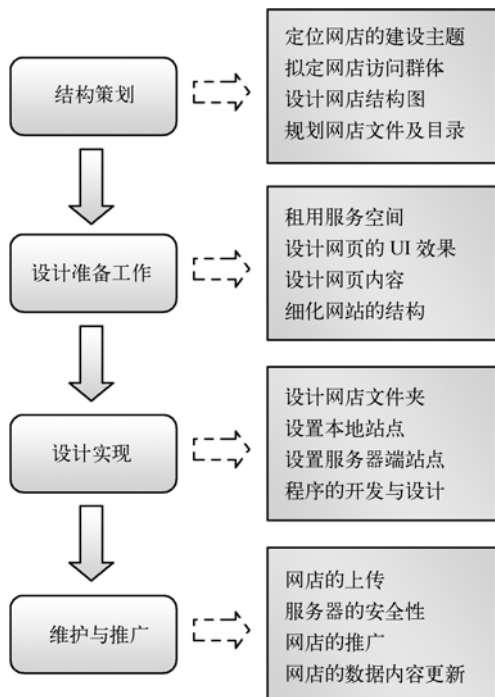 结构策划
定位网店的建设主题
拟定网店访问群体
设计网店结构图
规划网店文件及目录
设计准备工作
租用服务空间
设计网页的 UI 效果
设计网页内容
细化网站的结构
设计实现
设计网店文件夹
设置本地站点
设置服务器端站点
程序的开发与设计
维护与推广
网店的上传
服务器的安全性
网店的推广
网店的数据内容更新